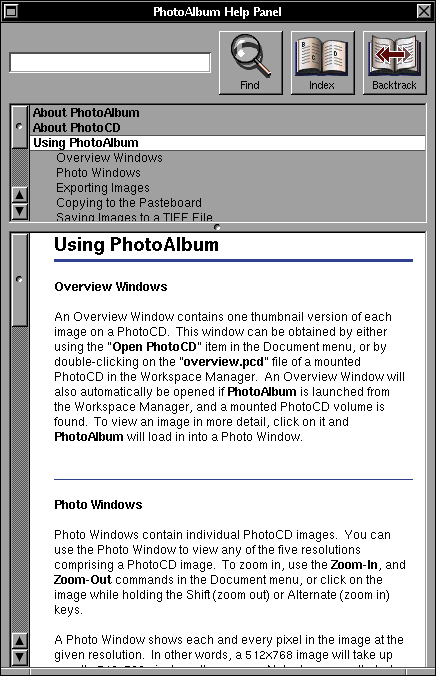 PhotoAlbum Help Panel
Find
Index
Backtrack
About PhotoAlbum
About PhotoCD
Using PhotoAlbum
Overview Windows
Photo Windows
Exporting Images
Copying to the Pasteboard
Saving Images to a TIFF File
Using PhotoAlbum
Overview Windows
An Overview Window contains one thumbnail version of each
image on a PhotoCD.  This window can be obtained by either
using the "Open PhotoCD" item in the Document menu, or by
double-clicking on the "overview.pcd" file of a mounted
PhotoCD in the Workspace Manager.  An Overview Window will
also automatically be opened if PhotoAlbum is launched from
the Workspace Manager, and a mounted PhotoCD volume is
found.  To view an image in more detail, click on it and
PhotoAlbum will load in into a Photo Window.
Photo Windows
Photo Windows contain individual PhotoCD images.  You can
use the Photo Window to view any of the five resolutions
comprising a PhotoCD image.  To zoom in, use the Zoom-In, and
Zoom-Out commands in the Document menu, or click on the
image while holding the Shift (zoom out) or Alternate (zoom in)
keys.
A Photo Window shows each and every pixel in the image at the
given resolution.  In other words, a 512x768 image will take up